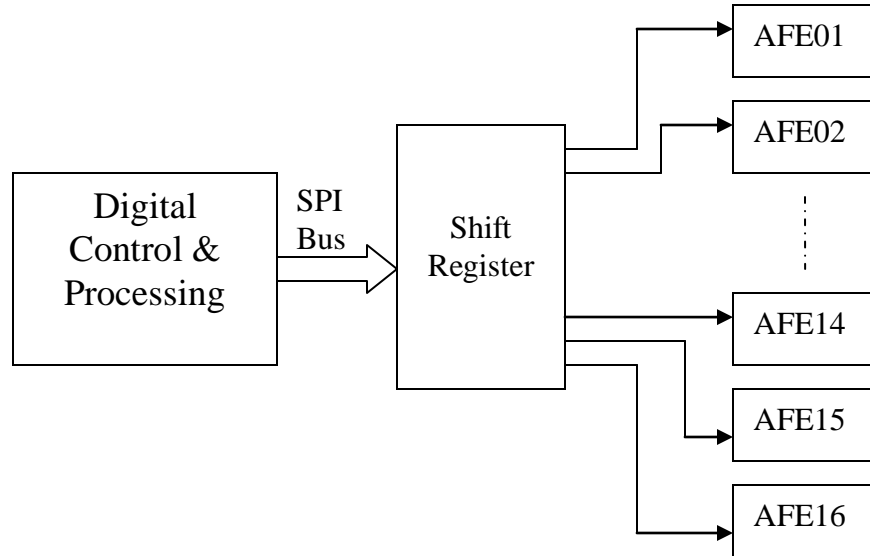 Digital
Control &
Processing
SPI
Bus
Shift
Register
AFE01
AFE02
AFE14
AFE15
AFE16